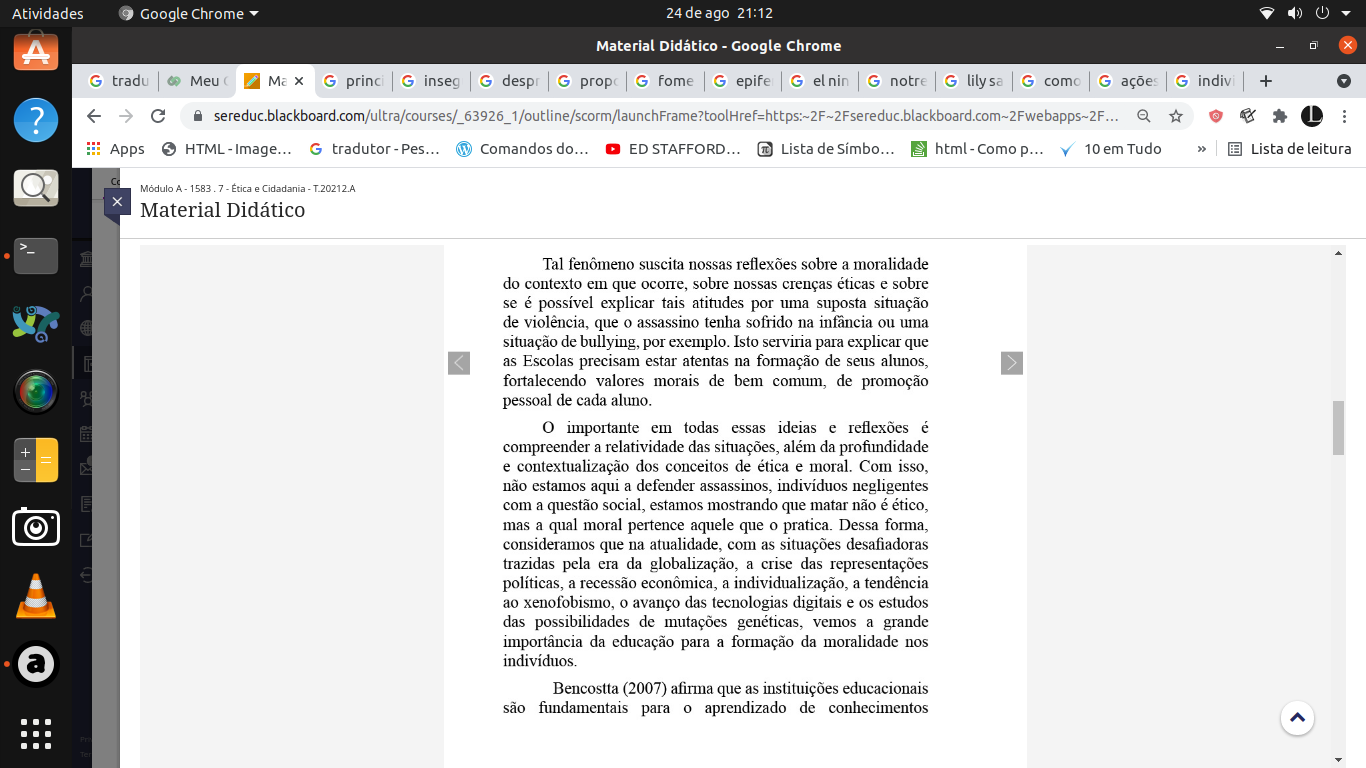 Atividades
Google Chrome
24 de ago 21:12
Material Didático - Google Chrome
tradu
Meu C
Ma
princi
inseg
despr
propo
fome
epifer
el nin
notre
lily sa
como
ações
indivi
sereduc.blackboard.com/ultra/courses/_63926_1/outline/scorm/launchFrame?toolHref=https:~2F~2Fsereduc.blackboard.com~2Fwebapps~2F...
Apps
HTML - Image...
tradutor - Pes...
Comandos do...
ED STAFFORD...
Lista de Símbo...
html - Como p...
10 em Tudo
»
Lista de leitura
Módulo A - 1583 . 7 - Ética e Cidadania - T.20212.A
Material Didático
Tal fenômeno suscita nossas reflexões sobre a moralidade
do contexto em que ocorre, sobre nossas crenças éticas e sobre
se é possível explicar tais atitudes por uma suposta situação
de violência, que o assassino tenha sofrido na infância ou uma
situação de bullying, por exemplo. Isto serviria para explicar que
as Escolas precisam estar atentas na formação de seus alunos,
fortalecendo valores morais de bem comum, de promoção
pessoal de cada aluno.
O importante em todas essas ideias e reflexões é
compreender a relatividade das situações, além da profundidade
e contextualização dos conceitos de ética e moral. Com isso,
não estamos aqui a defender assassinos, indivíduos negligentes
com a questão social, estamos mostrando que matar não é ético,
mas a qual moral pertence aquele que o pratica. Dessa forma,
consideramos que na atualidade, com as situações desafiadoras
trazidas pela era da globalização, a crise das representações
políticas, a recessão econômica, a individualização, a tendência
ao xenofobismo, o avanço das tecnologias digitais e os estudos
das possibilidades de mutações genéticas, vemos a grande
importância da educação para a formação da moralidade nos
indivíduos.
Bencostta (2007) afirma que as instituições educacionais
são fundamentais para o aprendizado de conhecimentos